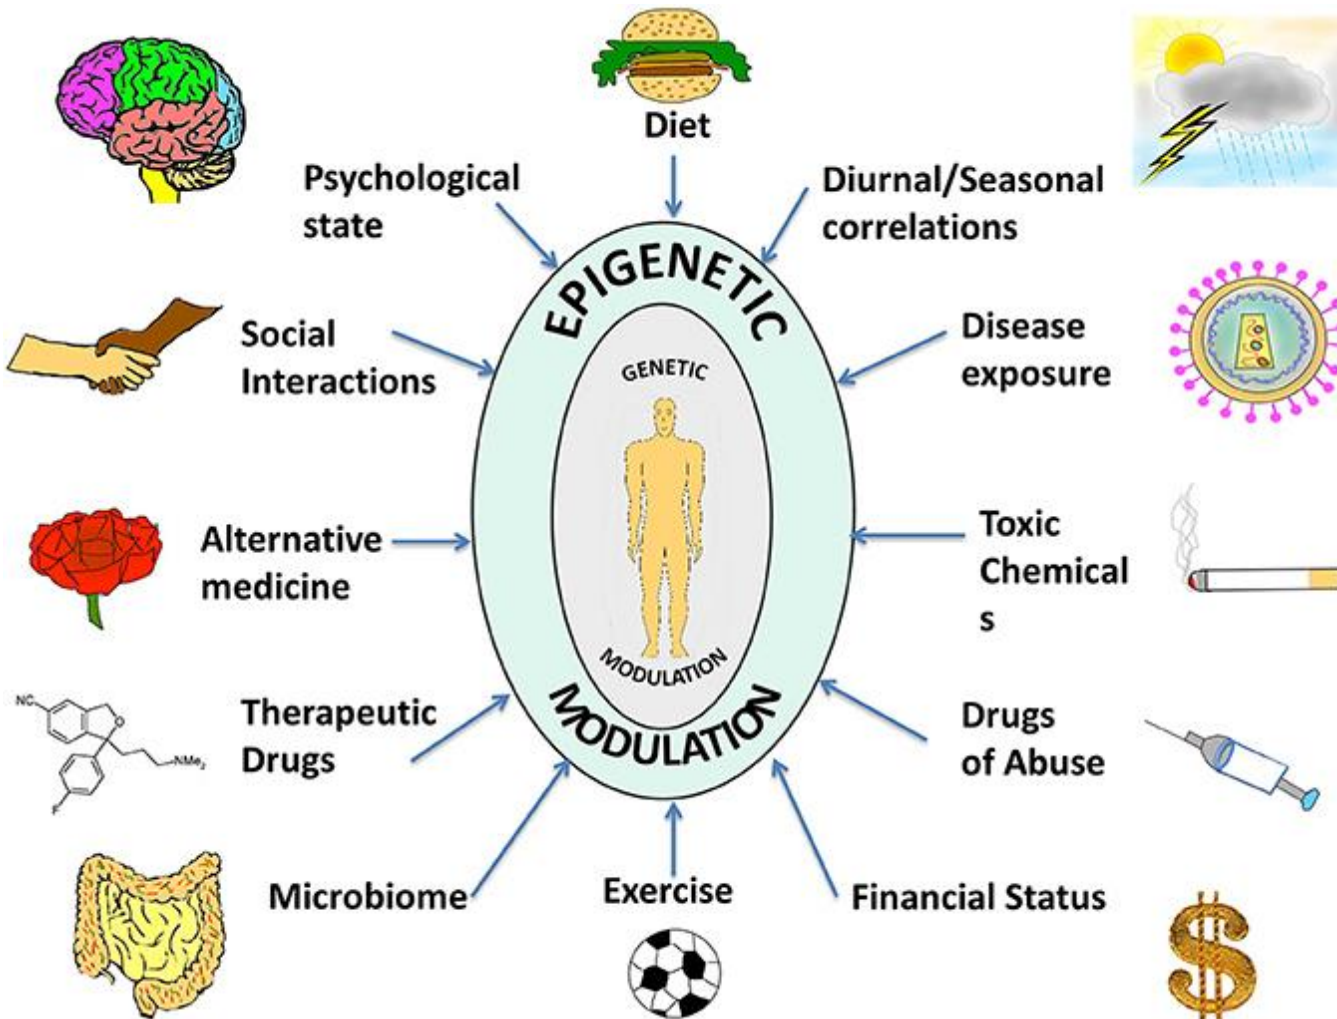 Diet
Psychological
state
Diurnal/Seasonal
correlations
EPIGENETIC
Social
Interactions
Disease
exposure
GENETIC
Alternative
medicine
Toxic
Chemical
s
MODULATION
MODULATION
NC
O
NMe₂
F
Therapeutic
Drugs
Drugs
of Abuse
Microbiome
Exercise
Financial Status